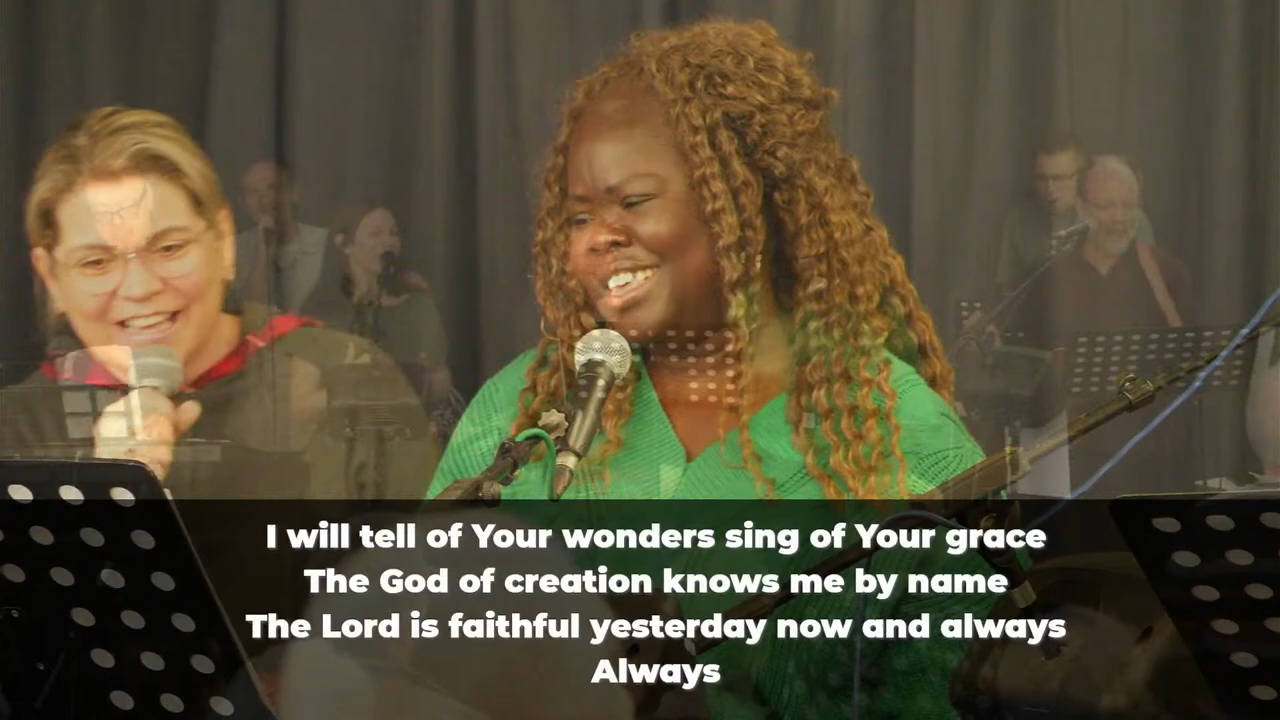 I will tell of Your wonders sing of Your grace
The God of creation knows me by name
The Lord is faithful yesterday now and always
Always